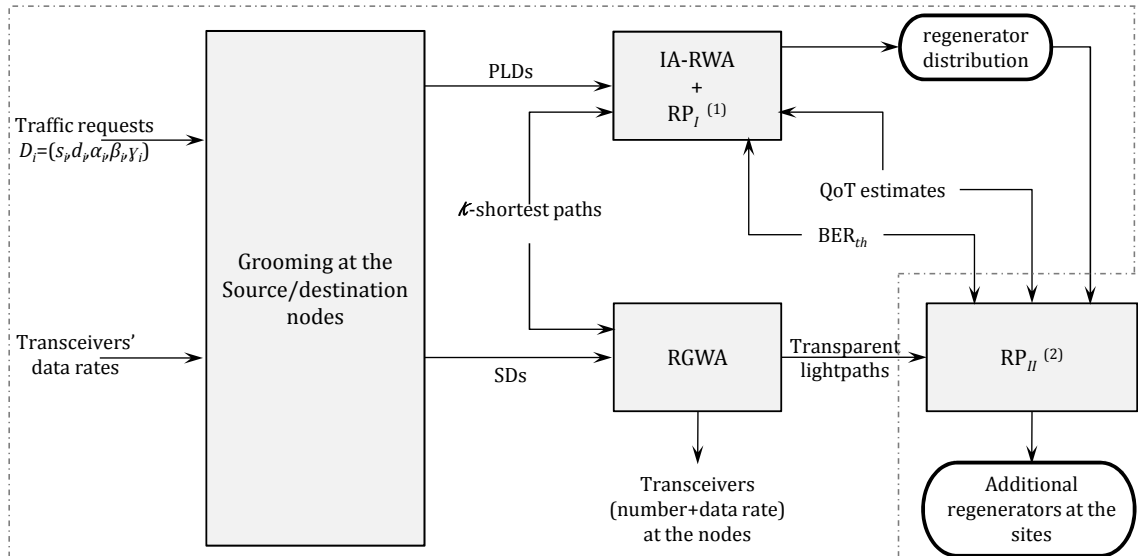 Traffic requests
D_i=(s_i,d_i,α_i,β_i,γ_i)
Transceivers'
data rates
Grooming at the
Source/destination
nodes
PLDs
SDs
𝓚-shortest paths
IA-RWA
+
RP_I (1)
regenerator
distribution
QoT estimates
BER_th
RGWA
Transparent
lightpaths
RP_II (2)
Transceivers
(number+data rate)
at the nodes
Additional
regenerators at the
sites